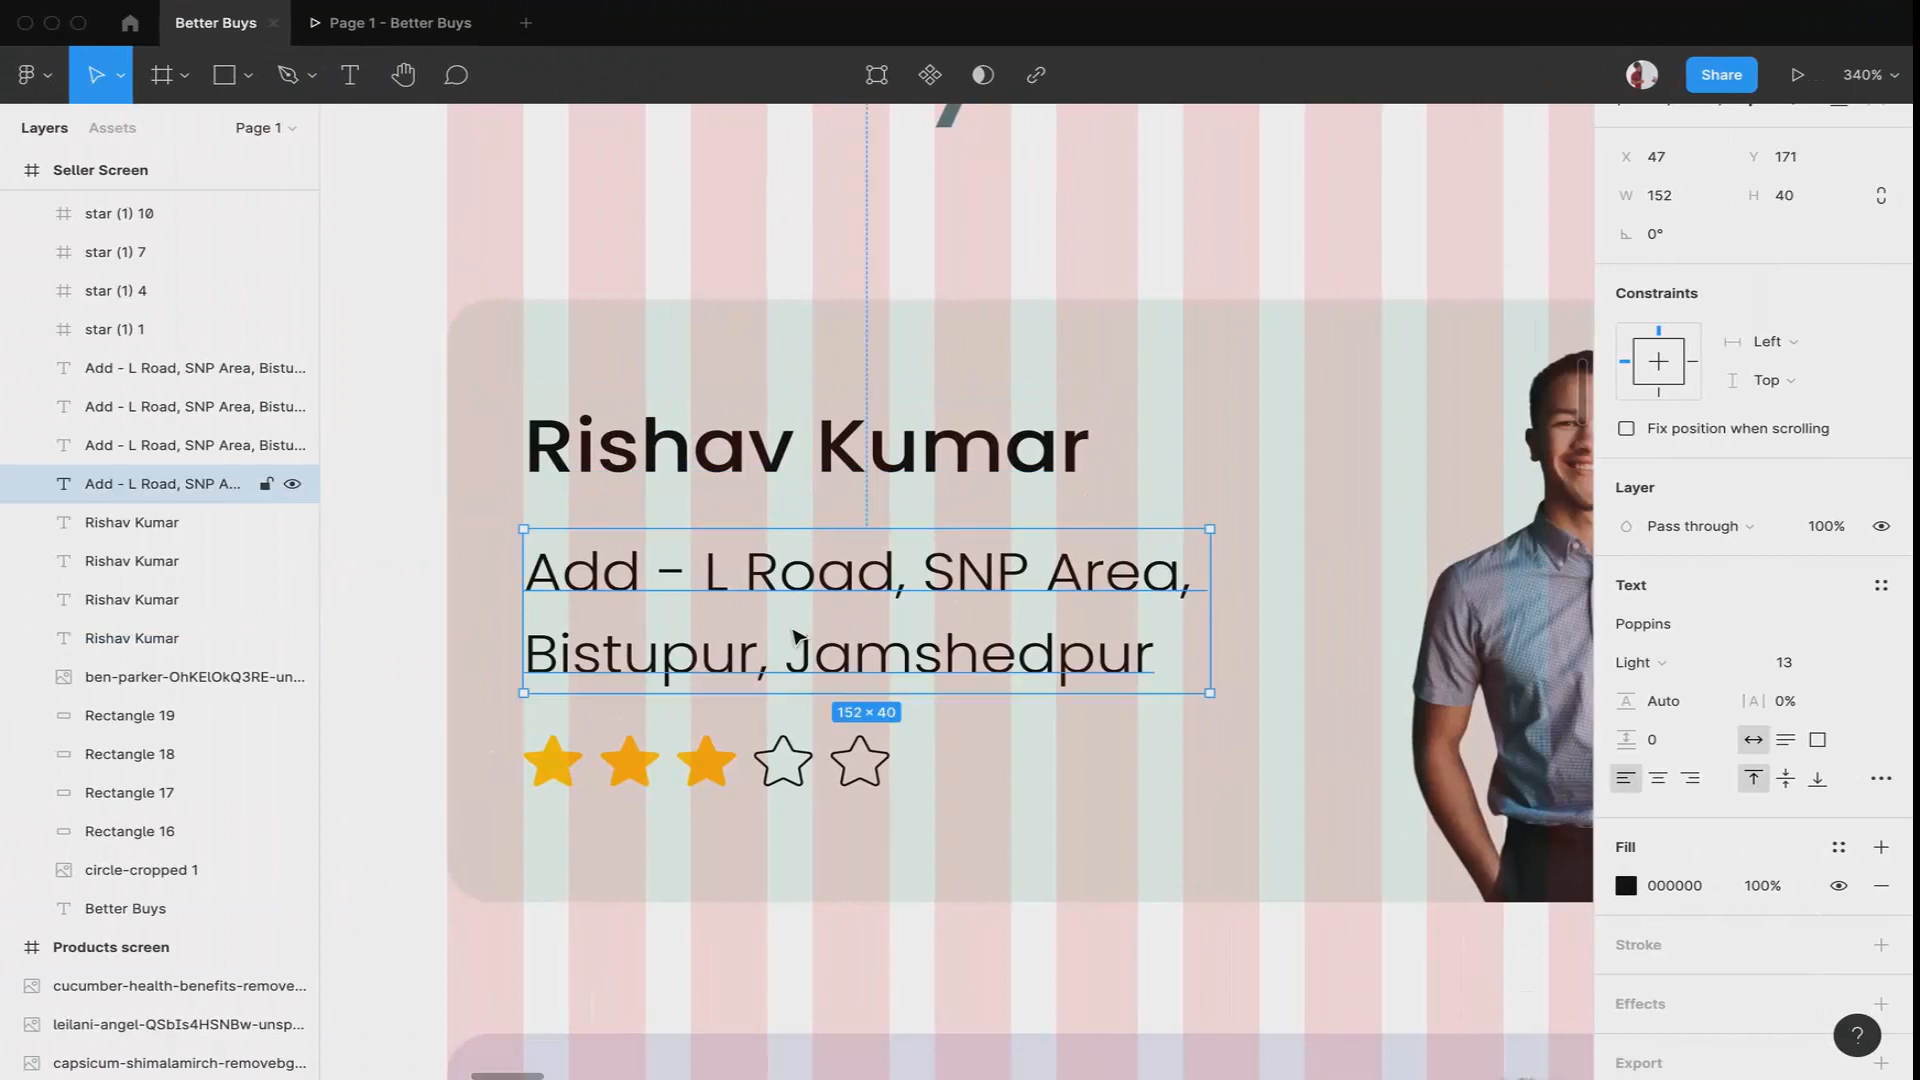 Better Buys
Page 1 - Better Buys
Share
340%
Layers
Assets
Page 1
Seller Screen
star (1) 10
star (1) 7
star (1) 4
star (1) 1
Add - L Road, SNP Area, Bistu...
Add - L Road, SNP Area, Bistu...
Add - L Road, SNP Area, Bistu...
Add - L Road, SNP A...
Rishav Kumar
Rishav Kumar
Rishav Kumar
Rishav Kumar
ben-parker-OhKElOkQ3RE-un...
Rectangle 19
Rectangle 18
Rectangle 17
Rectangle 16
circle-cropped 1
Better Buys
Products screen
cucumber-health-benefits-remove...
leilani-angel-QSbIs4HSNBw-unsp...
capsicum-shimalamirch-removebg...
Rishav Kumar
Add - L Road, SNP Area,
Bistupur, Jamshedpur
152 × 40
X 47 Y 171
W 152 H 40
0°
Constraints
Left
Top
Fix position when scrolling
Layer
Pass through 100%
Text
Poppins
Light 13
A Auto |A| 0%
0
Fill
000000 100%
Stroke
Effects
Export
?